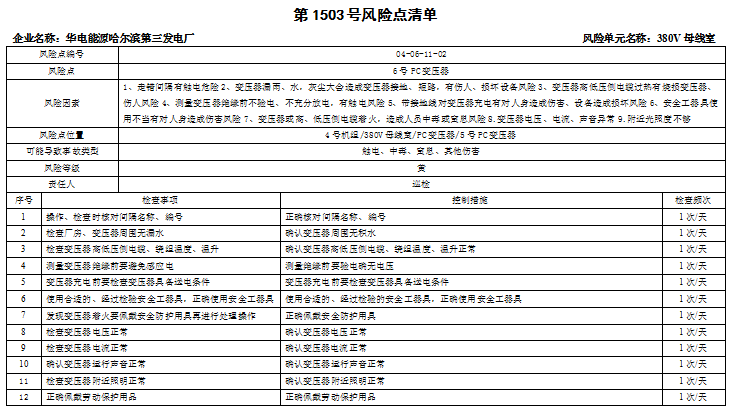 第1503号风险点清单
企业名称：华电能源哈尔滨第三发电厂 风险单元名称：380V母线室
风险点编号 04-06-11-02
风险点 6号PC变压器
风险因素 1、走错间隔有触电危险2、变压器漏雨、水，灰尘大会造成变压器接地、短路，有伤人、损坏设备风险3、变压器高低压侧电缆过热有烧损变压器、
伤人风险4、测量变压器绝缘前不验电、不充分放电，有触电风险5、带接地线对变压器充电有对人身造成伤害、设备造成损坏风险6、安全工器具使
用不当有对人身造成伤害风险7、变压器或高、低压侧电缆着火，造成人员中毒或窒息风险8.变压器电压、电流、声音异常9.附近光照度不够
风险点位置 4号机组/380V母线室/PC变压器/5号PC变压器
可能导致事故类型 触电、中毒、窒息、其他伤害
风险等级 黄
责任人 巡检
序号 检查事项 控制措施 检查频次
1 操作、检查时核对间隔名称、编号 正确核对间隔名称、编号 1次/天
2 检查厂房、变压器周围无漏水 确认变压器周围无积水 1次/天
3 检查变压器高低压侧电缆、绕组温度、温升 确认变压器高低压侧电缆、绕组温度、温升正常 1次/天
4 测量变压器绝缘前要避免感应电 测量绝缘前要验电确无电压 1次/天
5 变压器充电前要检查变压器具备送电条件 变压器充电前要检查变压器具备送电条件 1次/天
6 使用合适的、经过检验安全工器具，正确使用安全工器具 使用合适的、经过检验的安全工器具，正确使用安全工器具 1次/天
7 发现变压器着火要佩戴安全防护用具再进行处理操作 正确佩戴安全防护用具 1次/天
8 检查变压器电压正常 确认变压器电压正常 1次/天
9 检查变压器电流正常 确认变压器电流正常 1次/天
10 确认变压器运行声音正常 确认变压器运行声音正常 1次/天
11 检查变压器附近照明正常 确认变压器附近照明正常 1次/天
12 正确佩戴劳动保护用品 正确佩戴劳动保护用品 1次/天